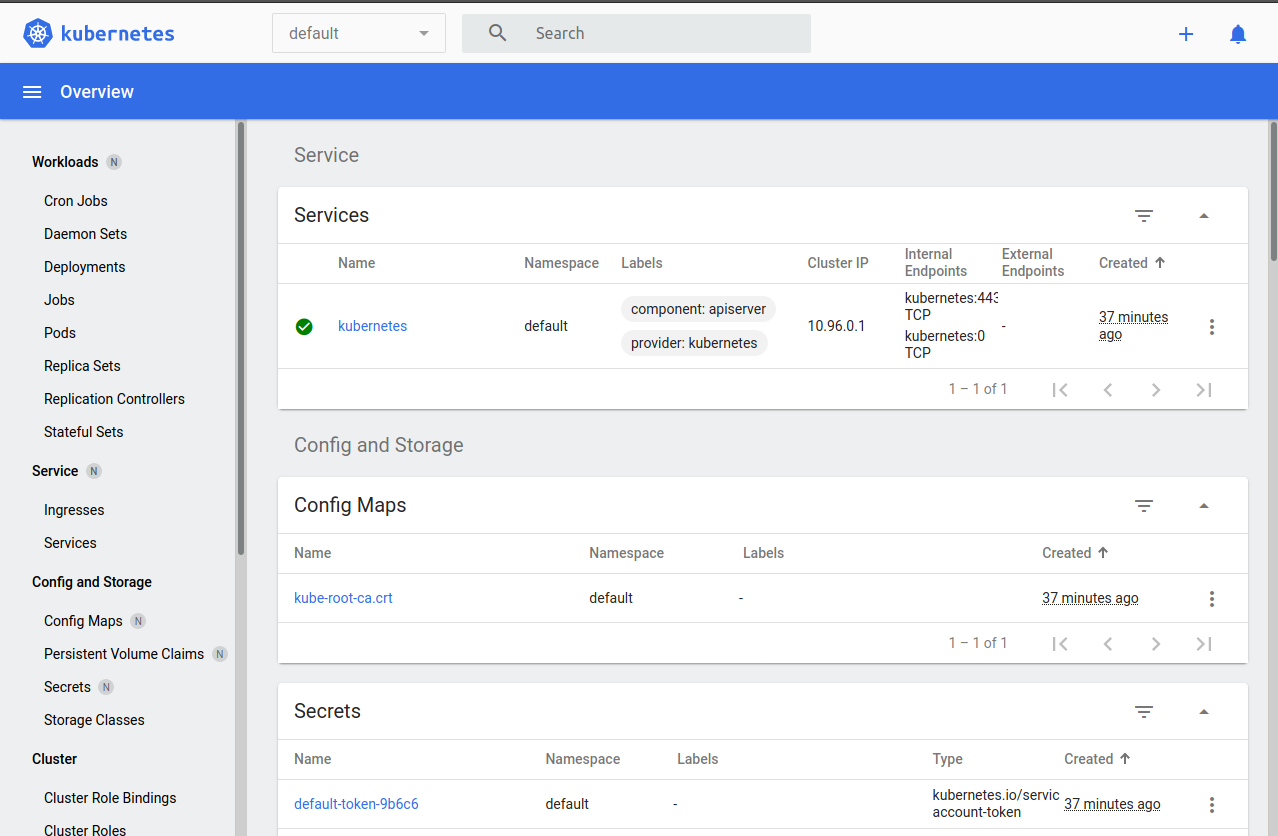 kubernetes
default
Search
Overview
Workloads N
Cron Jobs
Daemon Sets
Deployments
Jobs
Pods
Replica Sets
Replication Controllers
Stateful Sets
Service N
Ingresses
Services
Config and Storage
Config Maps N
Persistent Volume Claims N
Secrets N
Storage Classes
Cluster
Cluster Role Bindings
Cluster Roles
Service
Services
Name Namespace Labels Cluster IP Internal Endpoints External Endpoints Created
kubernetes default component: apiserver provider: kubernetes 10.96.0.1 kubernetes:443 TCP kubernetes:0 TCP - 37 minutes ago
1 – 1 of 1
Config and Storage
Config Maps
Name Namespace Labels Created
kube-root-ca.crt default - 37 minutes ago
1 – 1 of 1
Secrets
Name Namespace Labels Type Created
default-token-9b6c6 default - kubernetes.io/servic account-token 37 minutes ago